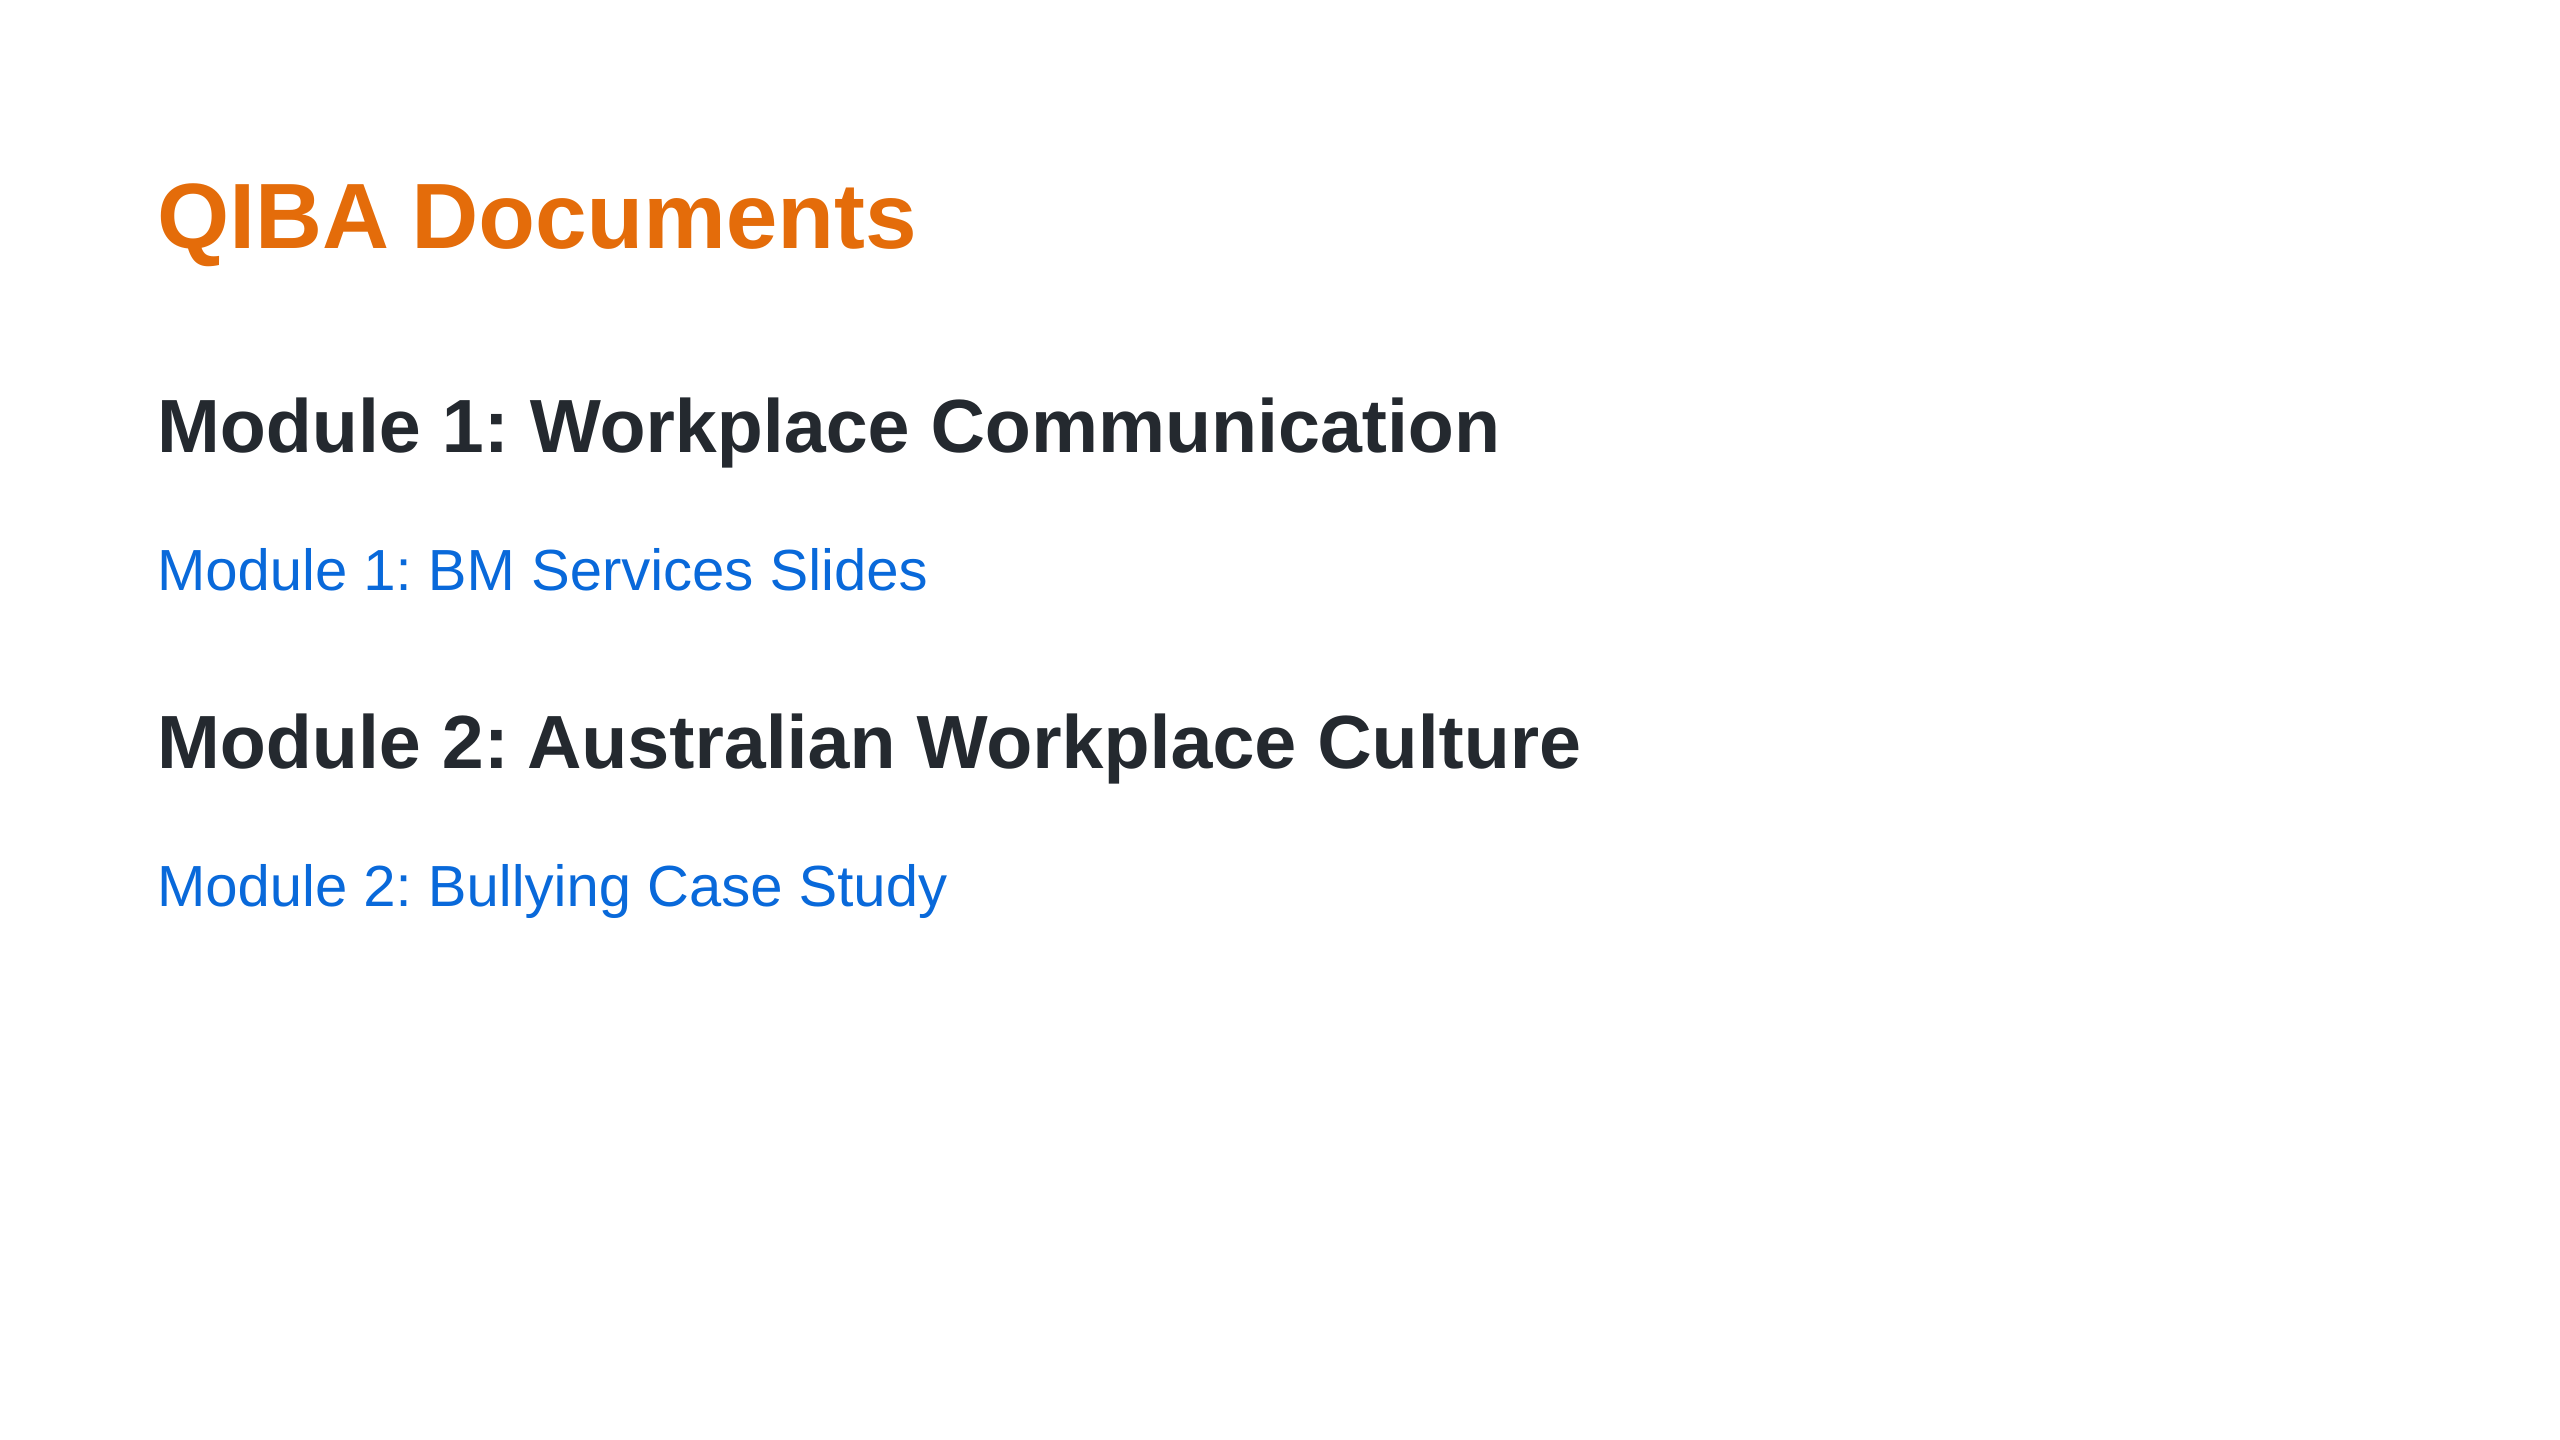 QIBA Documents
Module 1: Workplace Communication
Module 1: BM Services Slides
Module 2: Australian Workplace Culture
Module 2: Bullying Case Study